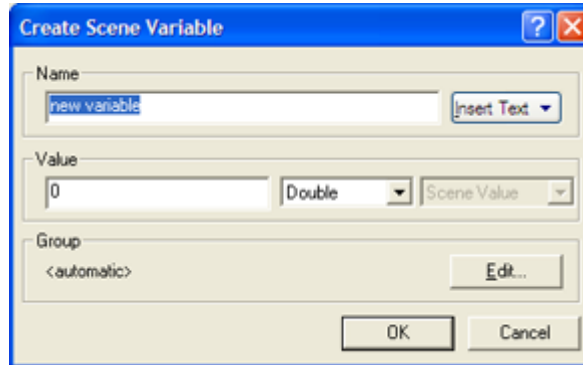 Create Scene Variable
Name
new variable
Insert Text
Value
0 Double Scene Value
Group
<automatic> Edit...
OK Cancel